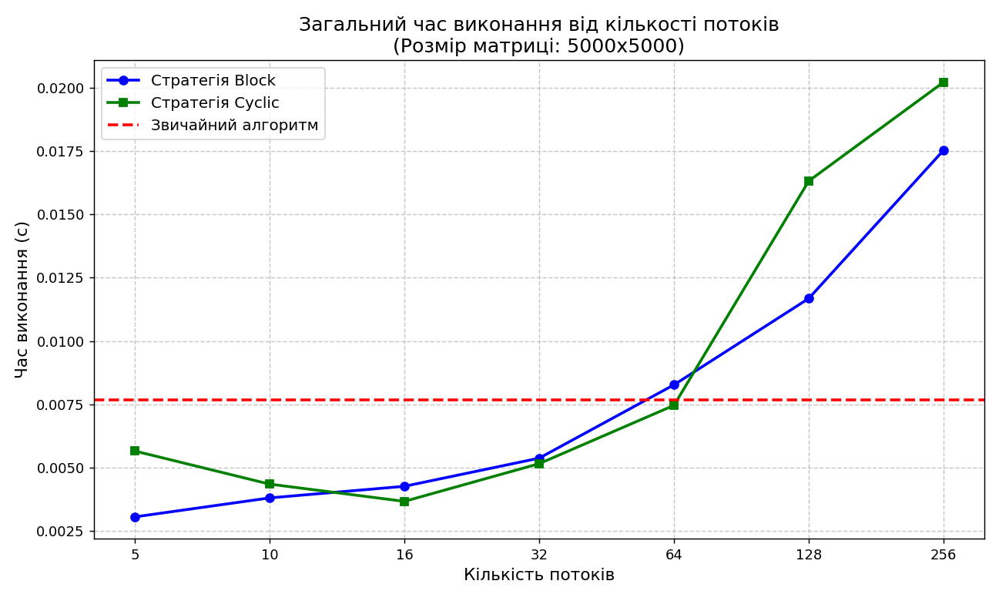 Загальний час виконання від кількості потоків
(Розмір матриці: 5000x5000)
Стратегія Block
Стратегія Cyclic
Звичайний алгоритм
Час виконання (с)
0.0200
0.0175
0.0150
0.0125
0.0100
0.0075
0.0050
0.0025
5 10 16 32 64 128 256
Кількість потоків